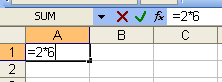 SUM fx =2*6
A B C
1 =2*6
2